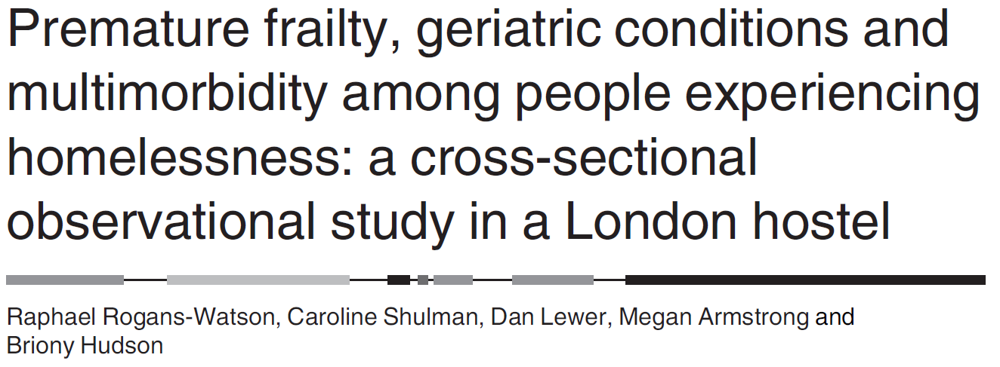 Premature frailty, geriatric conditions and
multimorbidity among people experiencing
homelessness: a cross-sectional
observational study in a London hostel
Raphael Rogans-Watson, Caroline Shulman, Dan Lewer, Megan Armstrong and
Briony Hudson